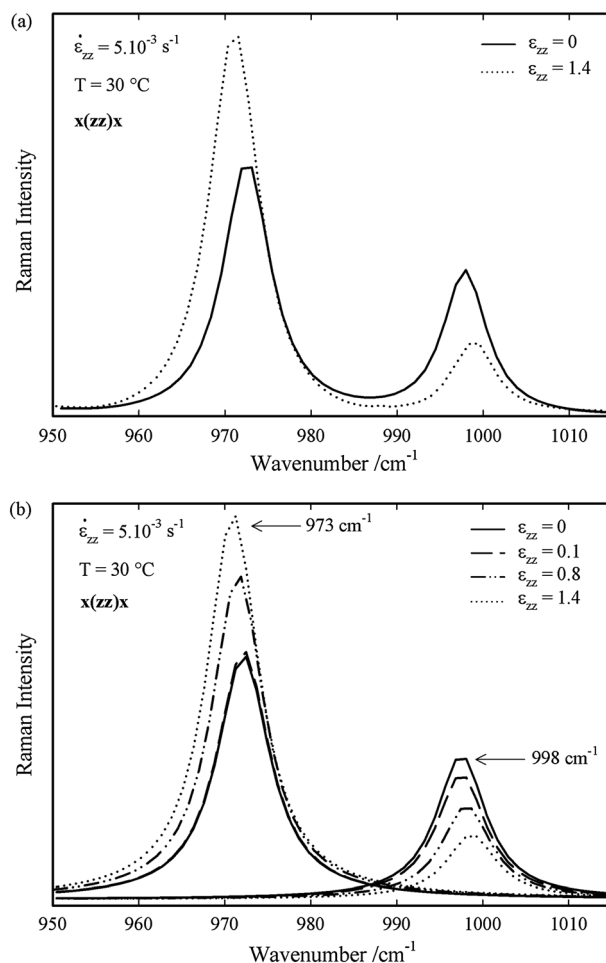 (a)
ε̇zz = 5.10⁻³ s⁻¹
T = 30 °C
x(zz)x
εzz = 0
εzz = 1.4
Raman Intensity
950 960 970 980 990 1000 1010
Wavenumber /cm⁻¹
(b)
ε̇zz = 5.10⁻³ s⁻¹
T = 30 °C
x(zz)x
973 cm⁻¹
εzz = 0
εzz = 0.1
εzz = 0.8
εzz = 1.4
998 cm⁻¹
Raman Intensity
950 960 970 980 990 1000 1010
Wavenumber /cm⁻¹